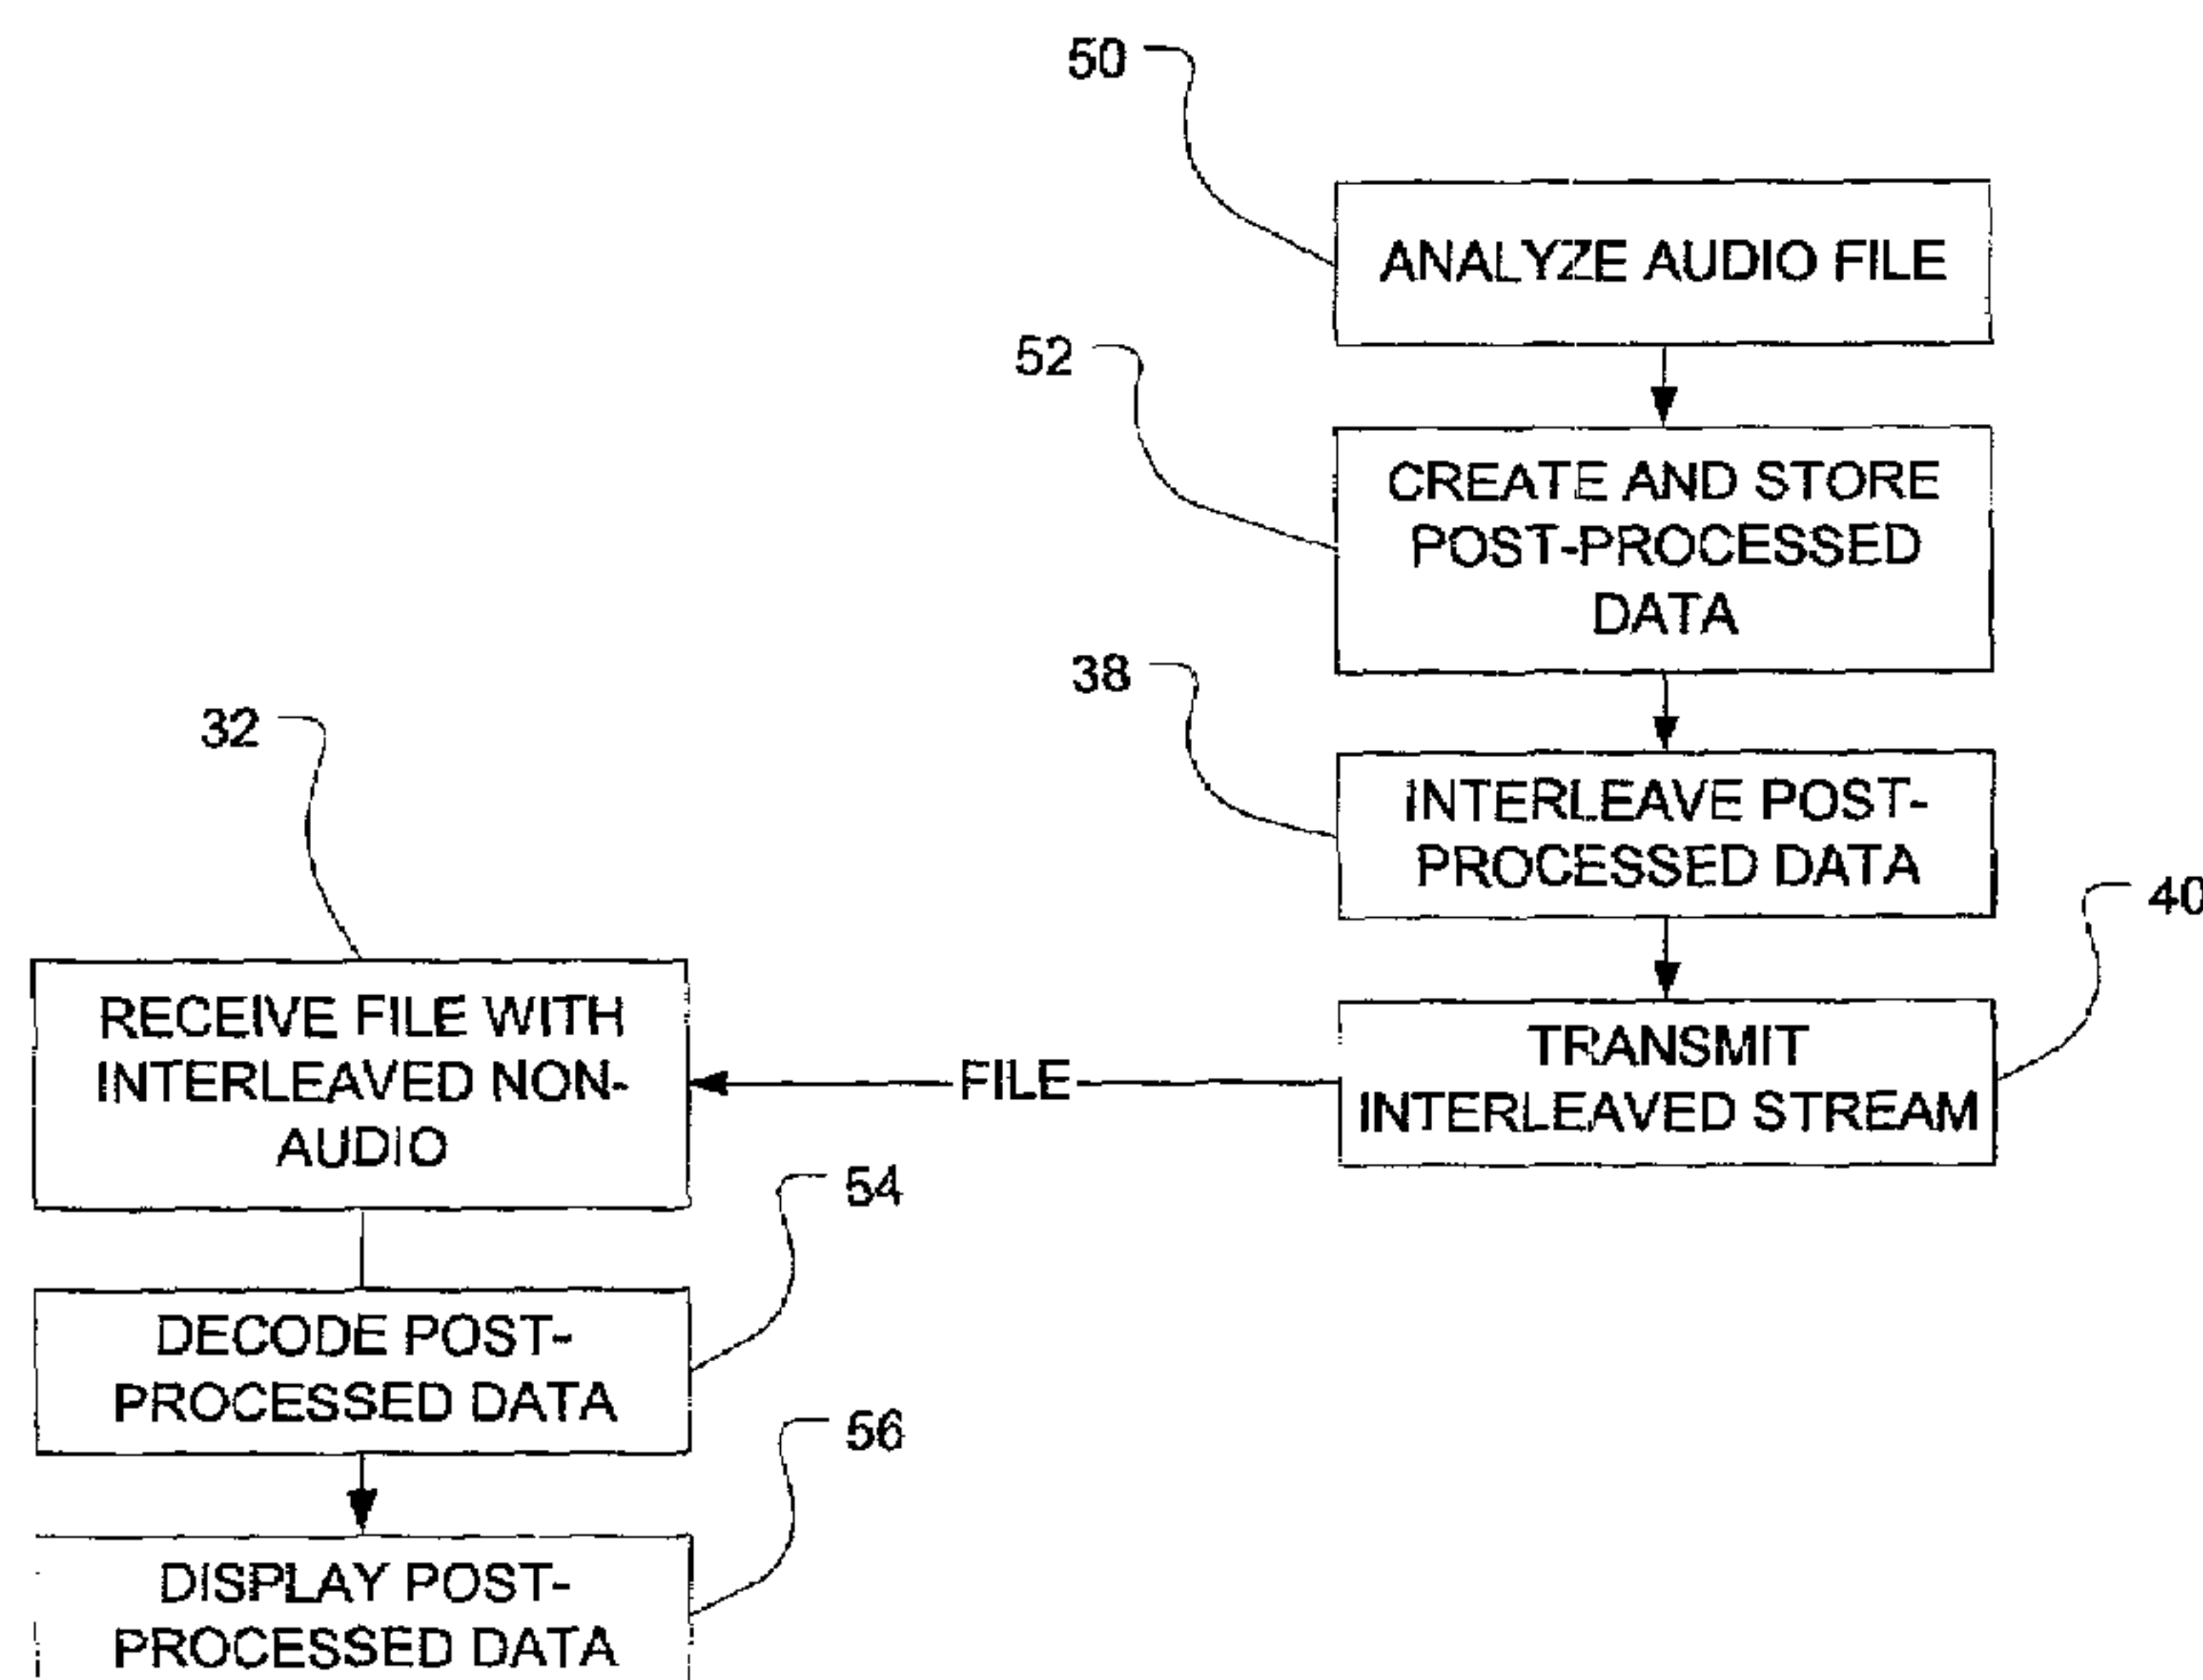 50
ANALYZE AUDIO FILE
52
CREATE AND STORE
POST-PROCESSED
DATA
38
INTERLEAVE POST-
PROCESSED DATA
40
TRANSMIT
INTERLEAVED STREAM
FILE
32
RECEIVE FILE WITH
INTERLEAVED NON-
AUDIO
54
DECODE POST-
PROCESSED DATA
56
DISPLAY POST-
PROCESSED DATA